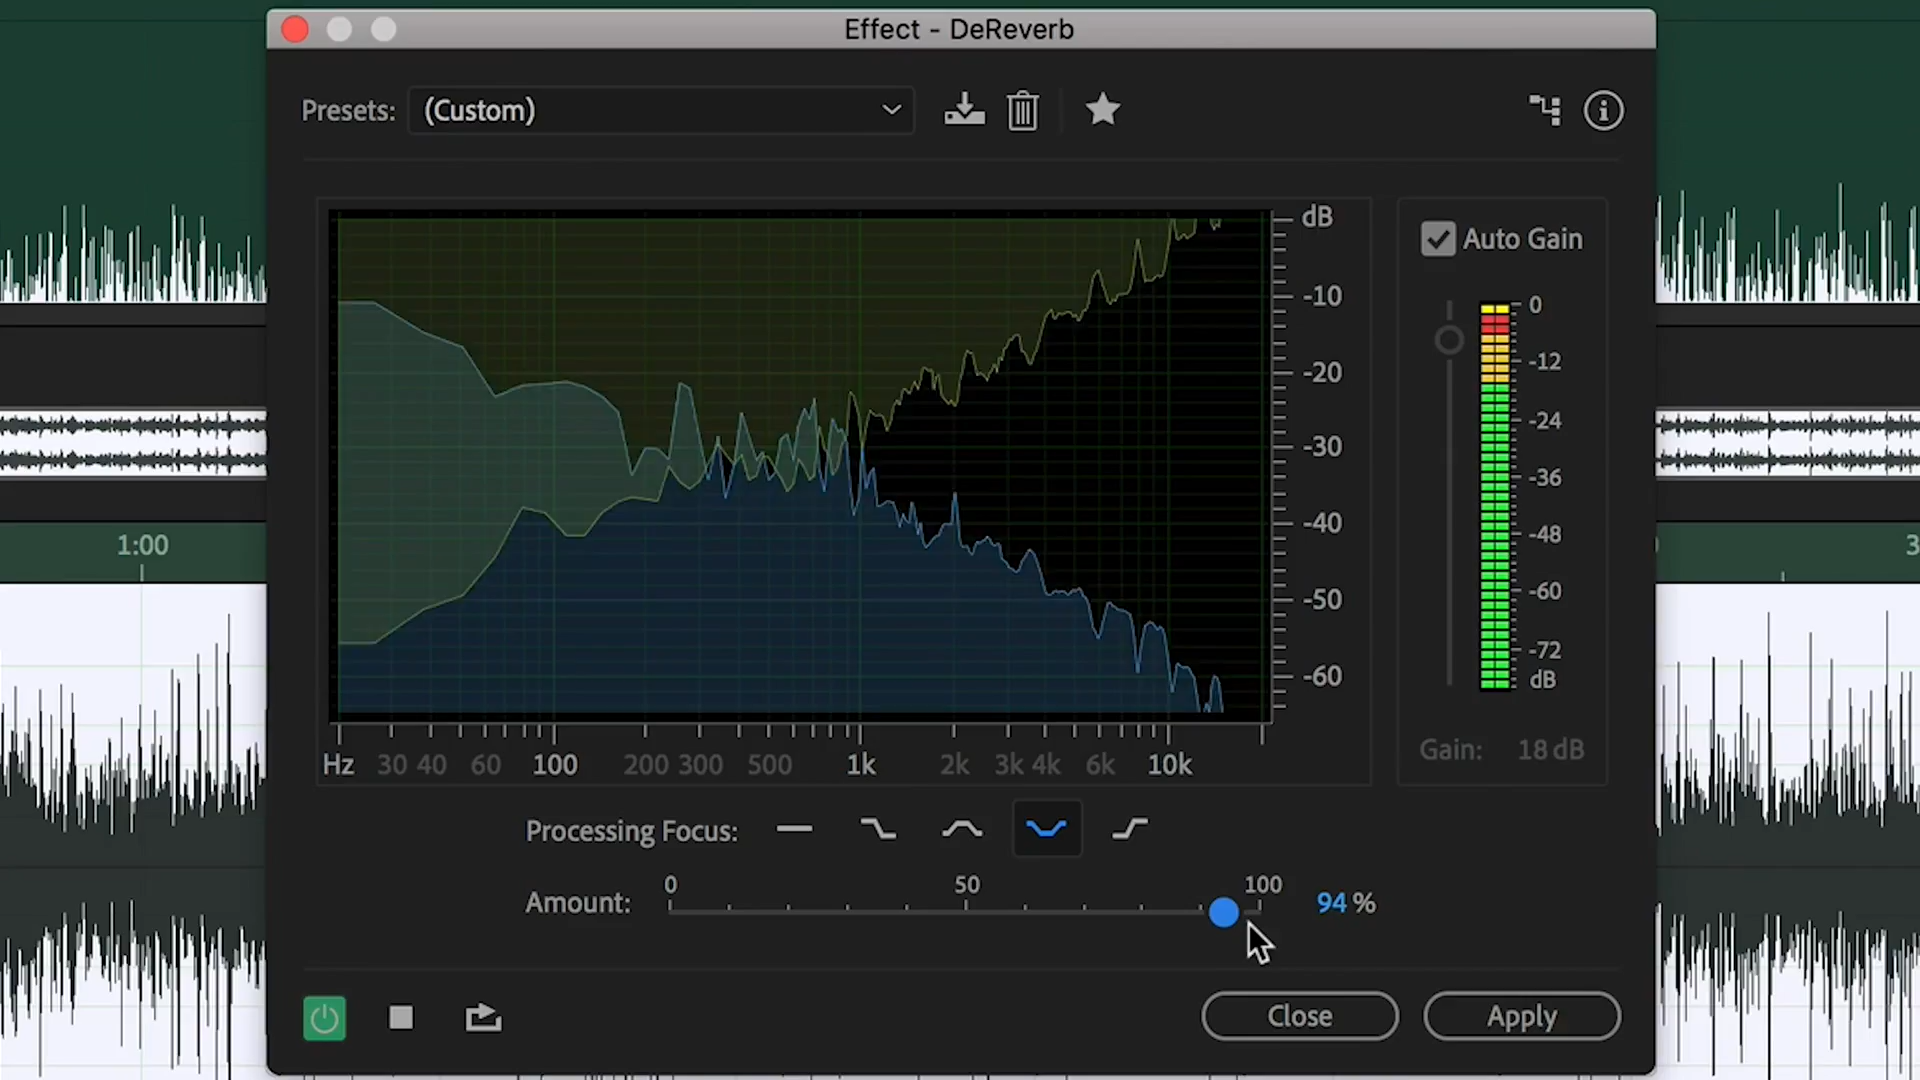 Effect - DeReverb
Presets: (Custom)
dB
Auto Gain
-10
-20
-30
-40
-50
-60
0
-12
-24
-36
-48
-60
-72
dB
1:00
3
Hz 30 40 60 100 200 300 500 1k 2k 3k 4k 6k 10k
Gain: 18 dB
Processing Focus:
0 50 100
Amount: 94 %
Close Apply